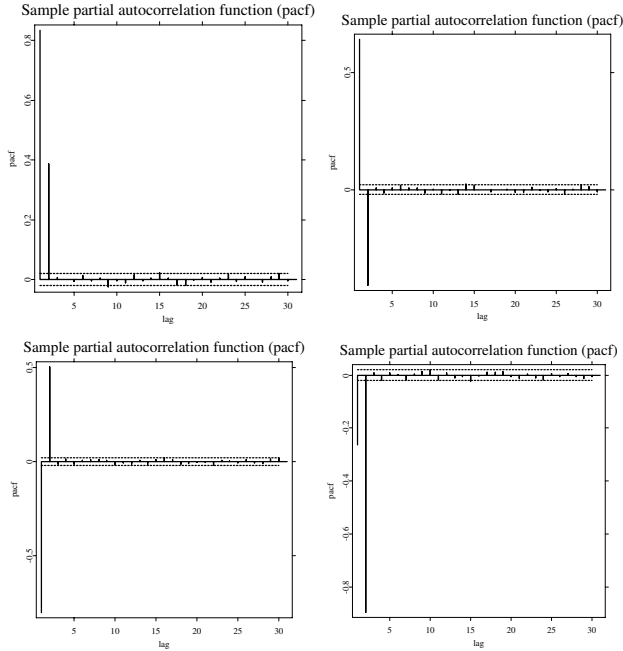 Sample partial autocorrelation function (pacf)
0.8
0.6
0.4
0.2
0
pacf
5 10 15 20 25 30
lag
Sample partial autocorrelation function (pacf)
0.5
0
pacf
5 10 15 20 25 30
lag
Sample partial autocorrelation function (pacf)
0.5
0
-0.5
pacf
5 10 15 20 25 30
lag
Sample partial autocorrelation function (pacf)
0
-0.2
-0.4
-0.6
-0.8
pacf
5 10 15 20 25 30
lag